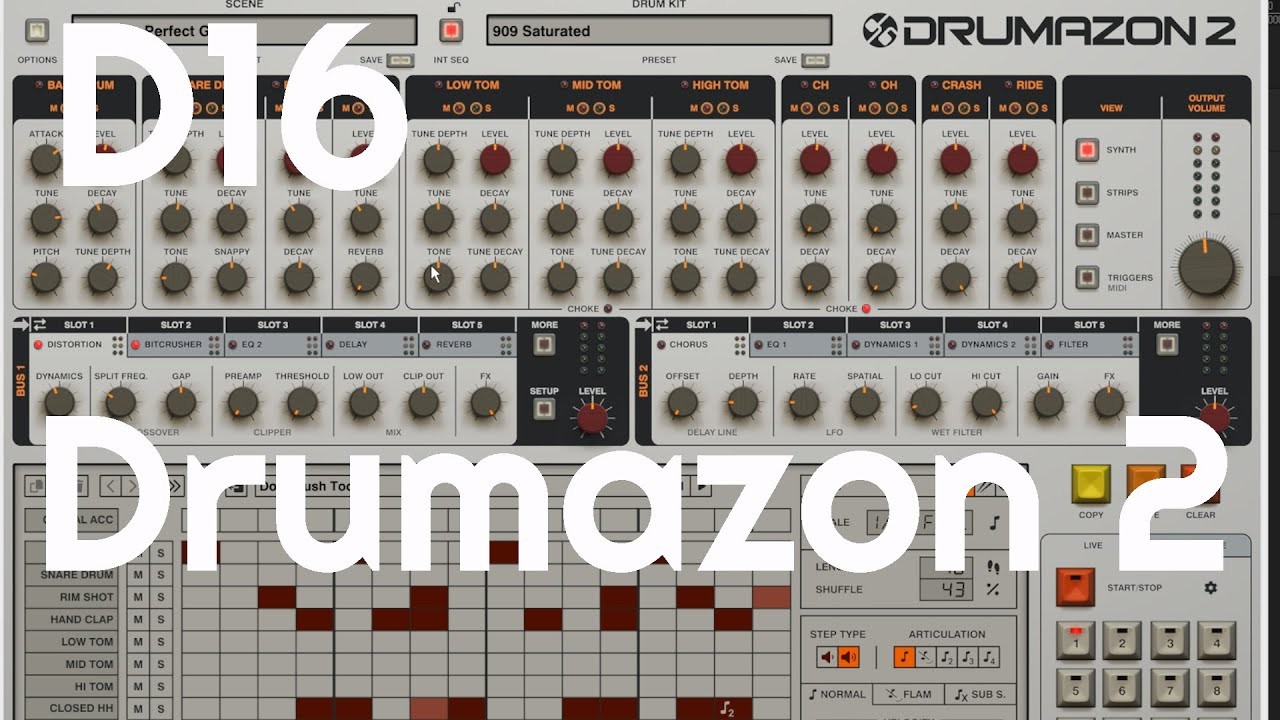 SCENE
DRUM KIT
Perfect G
909 Saturated
DRUMAZON 2
OPTIONS
SAVE
INT SEQ
PRESET
SAVE
D16
LOW TOM
MID TOM
HIGH TOM
CH
OH
CRASH
RIDE
VIEW
OUTPUT
VOLUME
M S M S M S M S M S M S M S
ATTACK
TUNE DEPTH LEVEL TUNE DEPTH LEVEL TUNE DEPTH LEVEL LEVEL LEVEL LEVEL LEVEL
SYNTH
TUNE DECAY TUNE DECAY TUNE TUNE TUNE DECAY TUNE DECAY TUNE DECAY TUNE TUNE TUNE TUNE
STRIPS
MASTER
PITCH TUNE DEPTH TONE SNAPPY DECAY REVERB TONE TUNE DECAY TONE TUNE DECAY TONE TUNE DECAY DECAY DECAY DECAY DECAY
TRIGGERS
MIDI
CHOKE
CHOKE
SLOT 1 SLOT 2 SLOT 3 SLOT 4 SLOT 5 MORE
SLOT 1 SLOT 2 SLOT 3 SLOT 4 SLOT 5 MORE
DISTORTION BITCRUSHER EQ 2 DELAY REVERB
CHORUS EQ 1 DYNAMICS 1 DYNAMICS 2 FILTER
BUS 1
DYNAMICS SPLIT FREQ. GAP PREAMP THRESHOLD LOW OUT CLIP OUT FX
SETUP LEVEL
CLIPPER MIX
BUS 2
OFFSET DEPTH RATE SPATIAL LO CUT HI CUT GAIN FX
LEVEL
DELAY LINE LFO WET FILTER
Drumazon 2
COPY
CLEAR
LIVE
START/STOP
M S
SNARE DRUM M S
RIM SHOT M S
HAND CLAP M S
LOW TOM M S
MID TOM M S
HI TOM M S
CLOSED HH M S
SHUFFLE 43 %
STEP TYPE ARTICULATION
NORMAL FLAM SUB S.
1 2 3 4
5 6 7 8